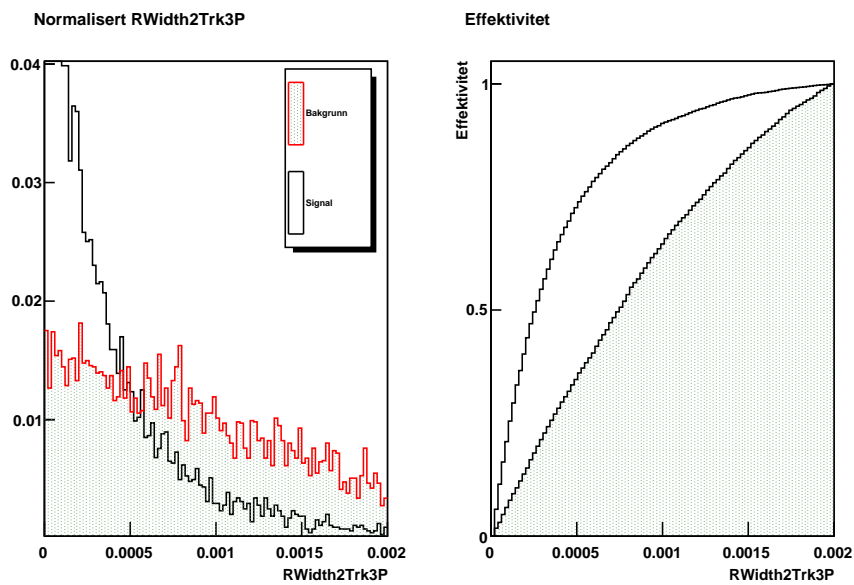 Normalisert RWidth2Trk3P
0.04
0.03
0.02
0.01
Bakgrunn
Signal
0
0.0005
0.001
0.0015
0.002
RWidth2Trk3P
Effektivitet
Effektivitet
1
0.5
0
0
0.0005
0.001
0.0015
0.002
RWidth2Trk3P